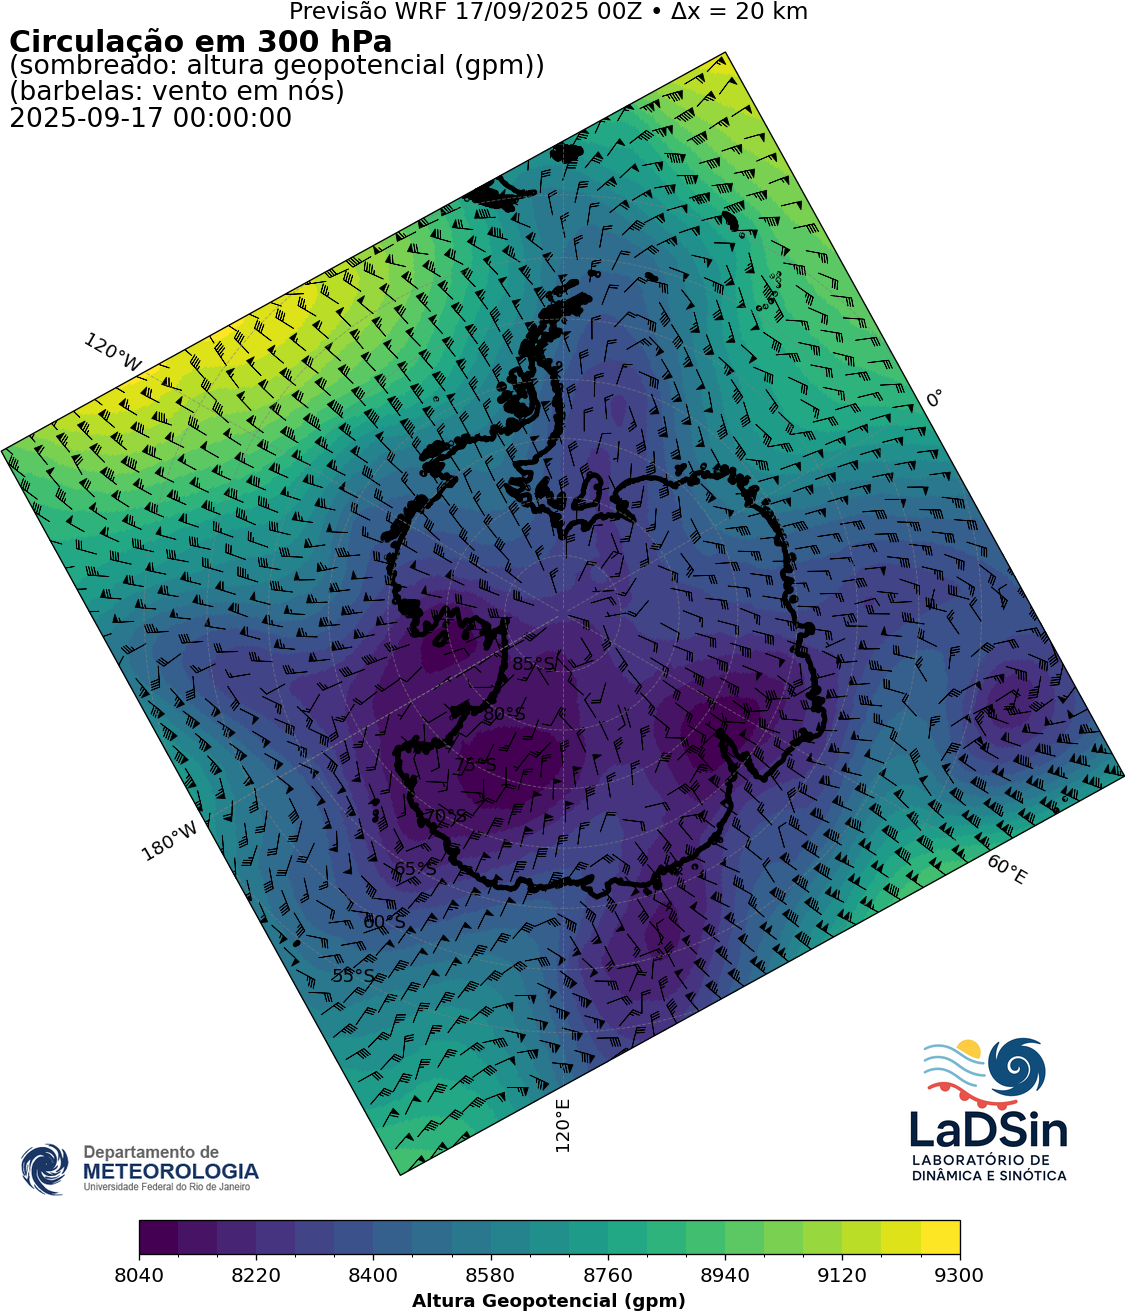 Previsão WRF 17/09/2025 00Z • Δx = 20 km
Circulação em 300 hPa
(sombreado: altura geopotencial (gpm))
(barbelas: vento em nós)
2025-09-17 00:00:00
120°W
0°
85°S
80°S
75°S
70°S
65°S
60°S
55°S
180°W
60°E
120°E
LaDSin
LABORATÓRIO DE
DINÂMICA E SINÓTICA
Departamento de
METEOROLOGIA
Universidade Federal do Rio de Janeiro
8040 8220 8400 8580 8760 8940 9120 9300
Altura Geopotencial (gpm)